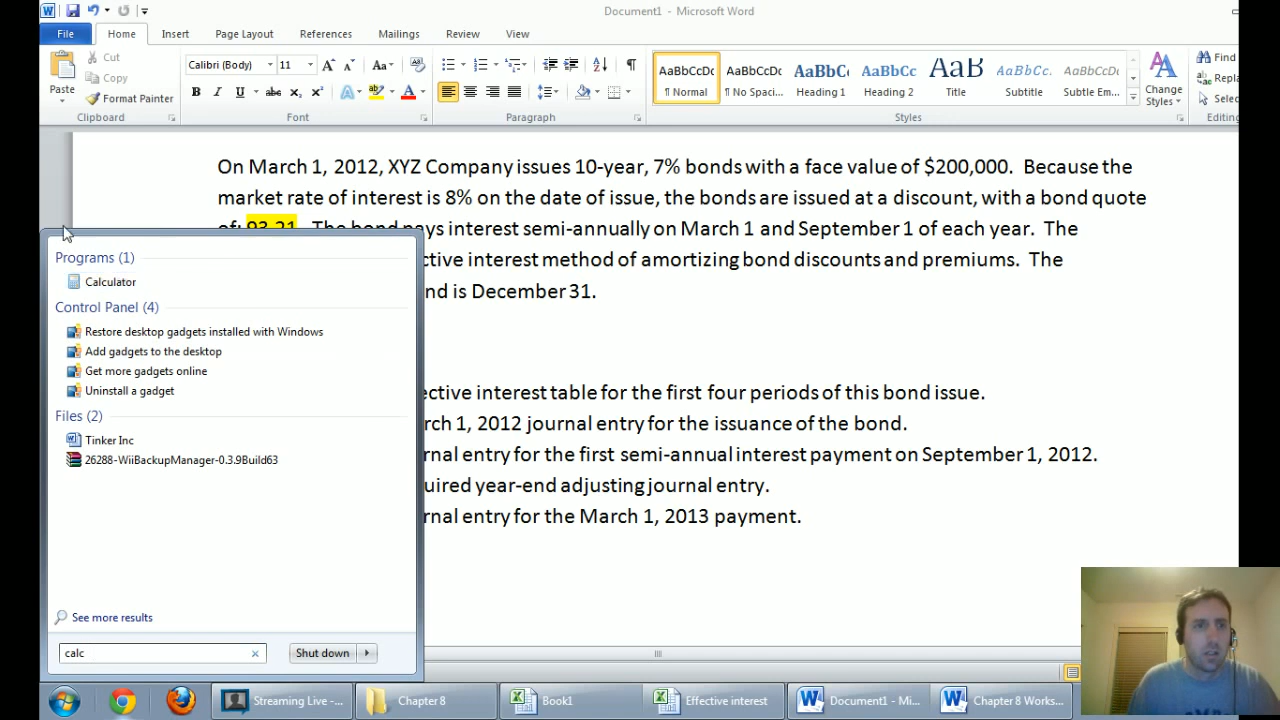 Document1 - Microsoft Word
File Home Insert Page Layout References Mailings Review View
Cut
Copy
Format Painter
Paste
Calibri (Body) 11
B I U abc
AaBbCcDc AaBbCcDc AaBbC AaBbCc AaB AaBbCc. AaBbCcDc
¶ Normal ¶ No Spaci... Heading 1 Heading 2 Title Subtitle Subtle Em...
Change Styles
Find
Repla
Selec
Clipboard Font Paragraph Styles Editing
On March 1, 2012, XYZ Company issues 10-year, 7% bonds with a face value of $200,000. Because the
market rate of interest is 8% on the date of issue, the bonds are issued at a discount, with a bond quote
of: 93.21. The bond pays interest semi-annually on March 1 and September 1 of each year. The
ctive interest method of amortizing bond discounts and premiums. The
nd is December 31.
ective interest table for the first four periods of this bond issue.
rch 1, 2012 journal entry for the issuance of the bond.
rnal entry for the first semi-annual interest payment on September 1, 2012.
uired year-end adjusting journal entry.
rnal entry for the March 1, 2013 payment.
Programs (1)
Calculator
Control Panel (4)
Restore desktop gadgets installed with Windows
Add gadgets to the desktop
Get more gadgets online
Uninstall a gadget
Files (2)
Tinker Inc
26288-WiiBackupManager-0.3.9Build63
See more results
calc
Shut down
Streaming Live -... Chapter 8 Book1 Effective interest Document1 - Mi... Chapter 8 Works...